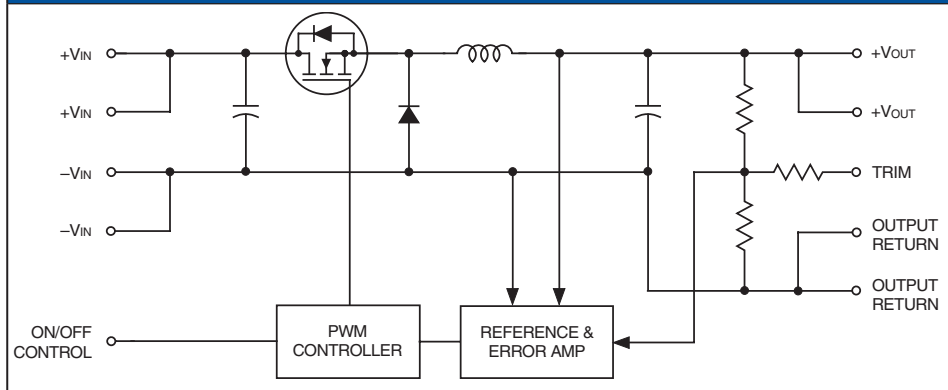 +VIN
+VIN
–VIN
–VIN
ON/OFF
CONTROL
PWM
CONTROLLER
REFERENCE &
ERROR AMP
+VOUT
+VOUT
TRIM
OUTPUT
RETURN
OUTPUT
RETURN